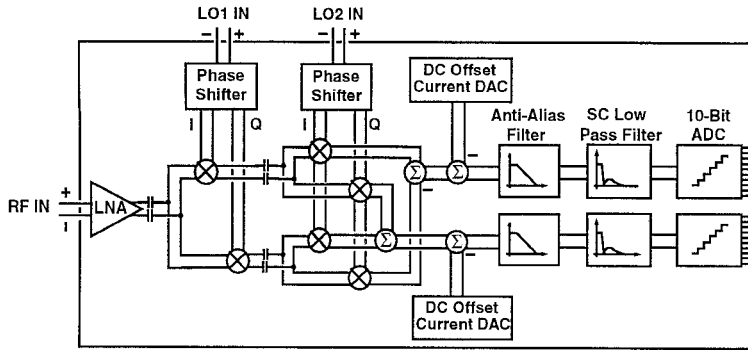 LO1 IN
LO2 IN
− +
− +
Phase
Shifter
Phase
Shifter
DC Offset
Current DAC
Anti-Alias
Filter
SC Low
Pass Filter
10-Bit
ADC
I
Q
I
Q
Σ
−
−
RF IN
+
LNA
I
Σ
Σ
Σ
−
DC Offset
Current DAC